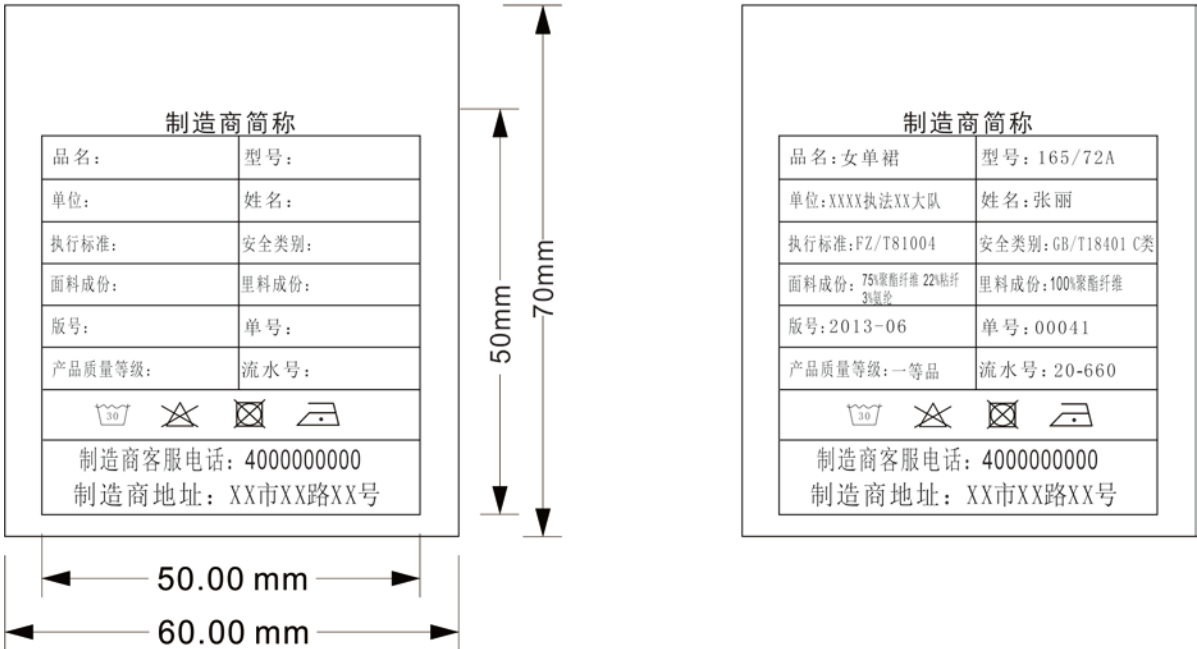 制造商简称
品名：
型号：
单位：
姓名：
执行标准：
安全类别：
面料成份：
里料成份：
版号：
单号：
产品质量等级：
流水号：
30
制造商客服电话：4000000000
制造商地址：XX市XX路XX号
50mm
70mm
50.00 mm
60.00 mm
制造商简称
品名：女单裙
型号：165/72A
单位：XXXX执法XX大队
姓名：张丽
执行标准：FZ/T81004
安全类别：GB/T18401 C类
面料成份：75%聚酯纤维 22%粘纤
3%氨纶
里料成份：100%聚酯纤维
版号：2013-06
单号：00041
产品质量等级：一等品
流水号：20-660
30
制造商客服电话：4000000000
制造商地址：XX市XX路XX号